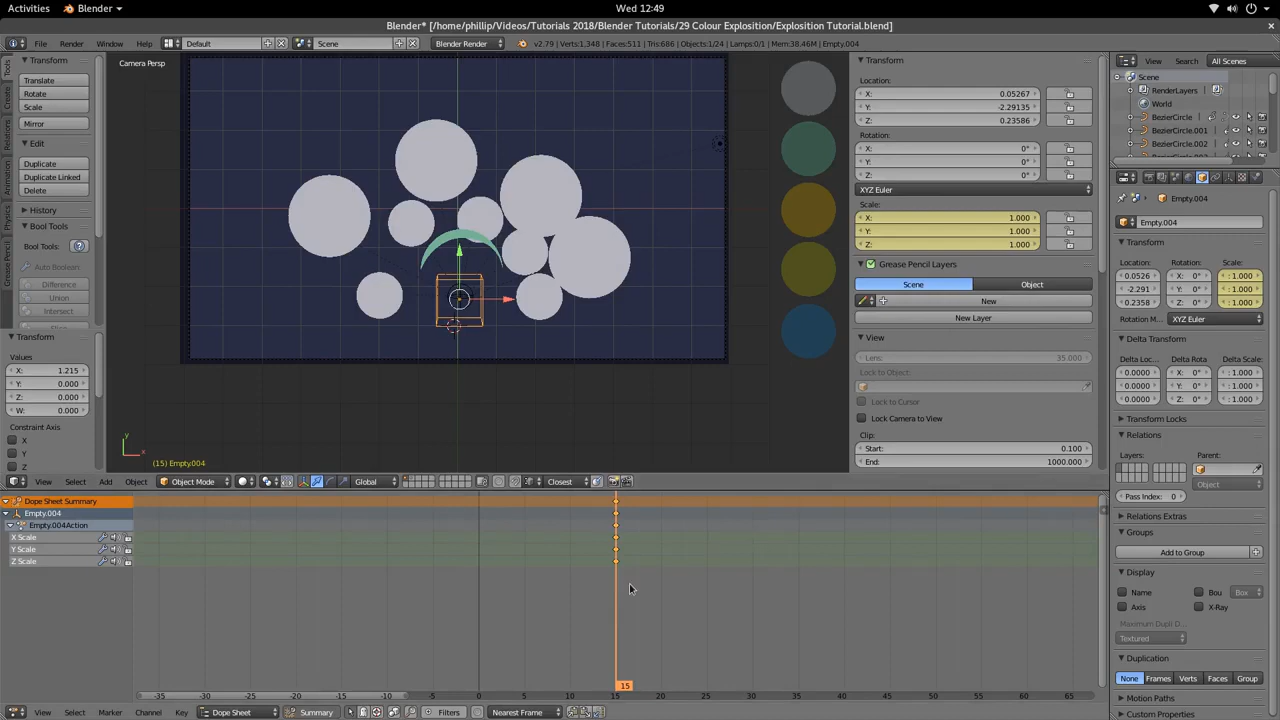 Activities Blender Wed 12:49
Blender* [/home/phillip/Videos/Tutorials 2018/Blender Tutorials/29 Colour Explosition/Explosition Tutorial.blend]
File Render Window Help Default Scene Blender Render v2.79 | Verts:1,348 | Faces:511 | Tris:686 | Objects:1/24 | Lamps:0/1 | Mem:38.46M | Empty.004
Tools
Create
Relations
Animation
Physics
Grease Pencil
Transform
Translate
Rotate
Scale
Mirror
Edit
Duplicate
Duplicate Linked
Delete
History
Bool Tools
Bool Tools:
Auto Boolean
Difference
Union
Intersect
Transform
Values
X: 1.215
Y: 0.000
Z: 0.000
W: 0.000
Constraint Axis
X
Y
Z
Camera Persp
y
x
(15) Empty.004
Transform
Location:
X: 0.05267
Y: -2.29135
Z: 0.23586
Rotation:
X: 0°
Y: 0°
Z: 0°
XYZ Euler
Scale:
X: 1.000
Y: 1.000
Z: 1.000
Grease Pencil Layers
Scene Object
New
New Layer
View
Lens: 35.000
Lock to Object:
Lock to Cursor
Lock Camera to View
Clip:
Start: 0.100
End: 1000.000
View Search All Scenes
Scene
RenderLayers
World
BezierCircle
BezierCircle.001
BezierCircle.002
Empty.004
Empty.004
Transform
Location: Rotation: Scale:
0.0526 X: 0° : 1.000
-2.291 Y: 0° : 1.000
0.2358 Z: 0° : 1.000
Rotation M... XYZ Euler
Delta Transform
Delta Loc... Delta Rota Delta Scale:
0.0000 X: 0° : 1.000
0.0000 Y: 0° : 1.000
0.0000 Z: 0° : 1.000
Transform Locks
Relations
Layers: Parent:
Object
Pass Index: 0
Relations Extras
Groups
Add to Group
Display
Name Bou Box
Axis X-Ray
Maximum Dupli D...
Textured
Duplication
None Frames Verts Faces Group
Motion Paths
Custom Properties
View Select Add Object Object Mode Global Closest
Dope Sheet Summary
Empty.004
Empty.004Action
X Scale
Y Scale
Z Scale
15
-35 -30 -25 -20 -15 -10 -5 0 5 10 15 20 25 30 35 40 45 50 55 60 65
View Select Marker Channel Key Dope Sheet Summary Filters Nearest Frame